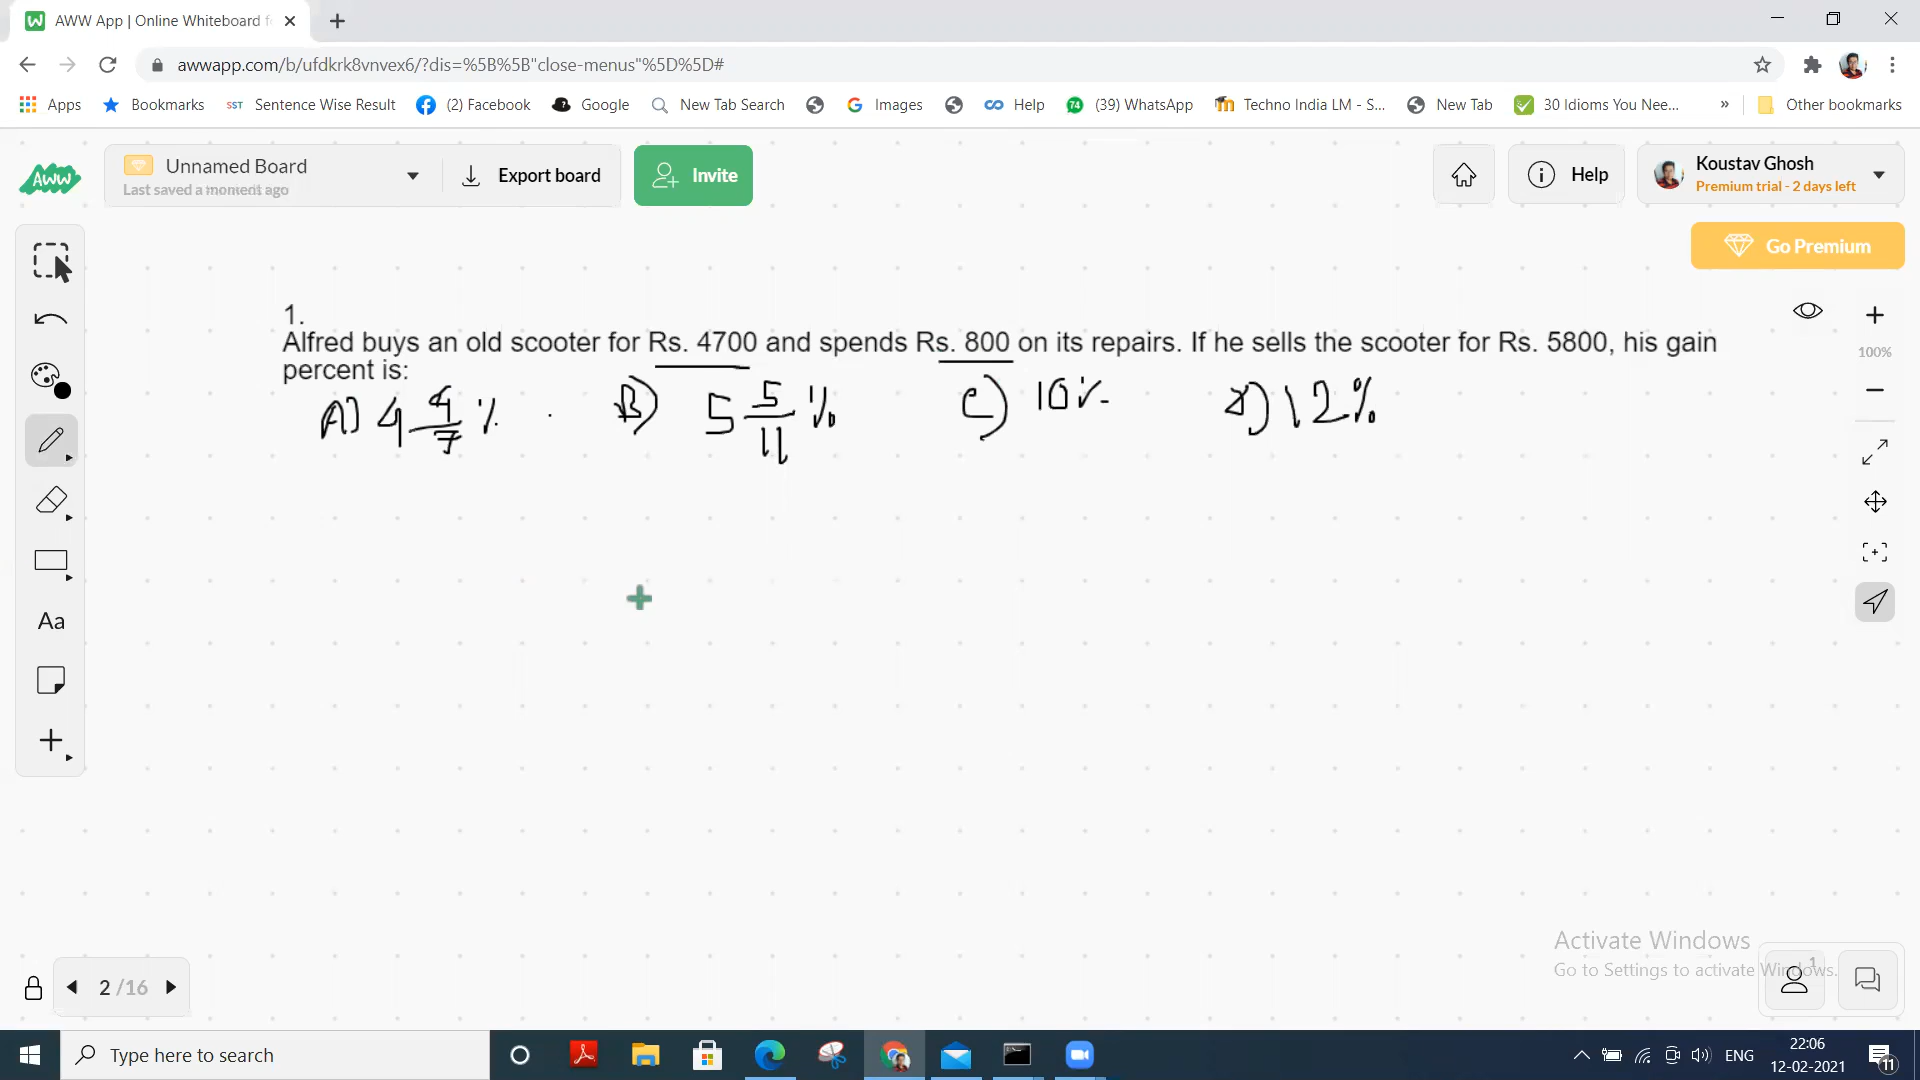 AWW App | Online Whiteboard f
awwapp.com/b/ufdkrk8vnvex6/?dis=%5B%5B"close-menus"%5D%5D#
Apps Bookmarks SST Sentence Wise Result (2) Facebook Google New Tab Search Images Help 74 (39) WhatsApp Techno India LM - S... New Tab 30 Idioms You Nee... » Other bookmarks
AWW Unnamed Board Export board Invite Help Koustav Ghosh
Last saved a moment ago Premium trial - 2 days left
Go Premium
1.
Alfred buys an old scooter for Rs. 4700 and spends Rs. 800 on its repairs. If he sells the scooter for Rs. 5800, his gain
percent is:
100%
A) 4 4/7 % B) 5 5/11 % C) 10% D) 12%
Aa
Activate Windows
Go to Settings to activate Windows.
1
2 /16
Type here to search
ENG
22:06
12-02-2021
11